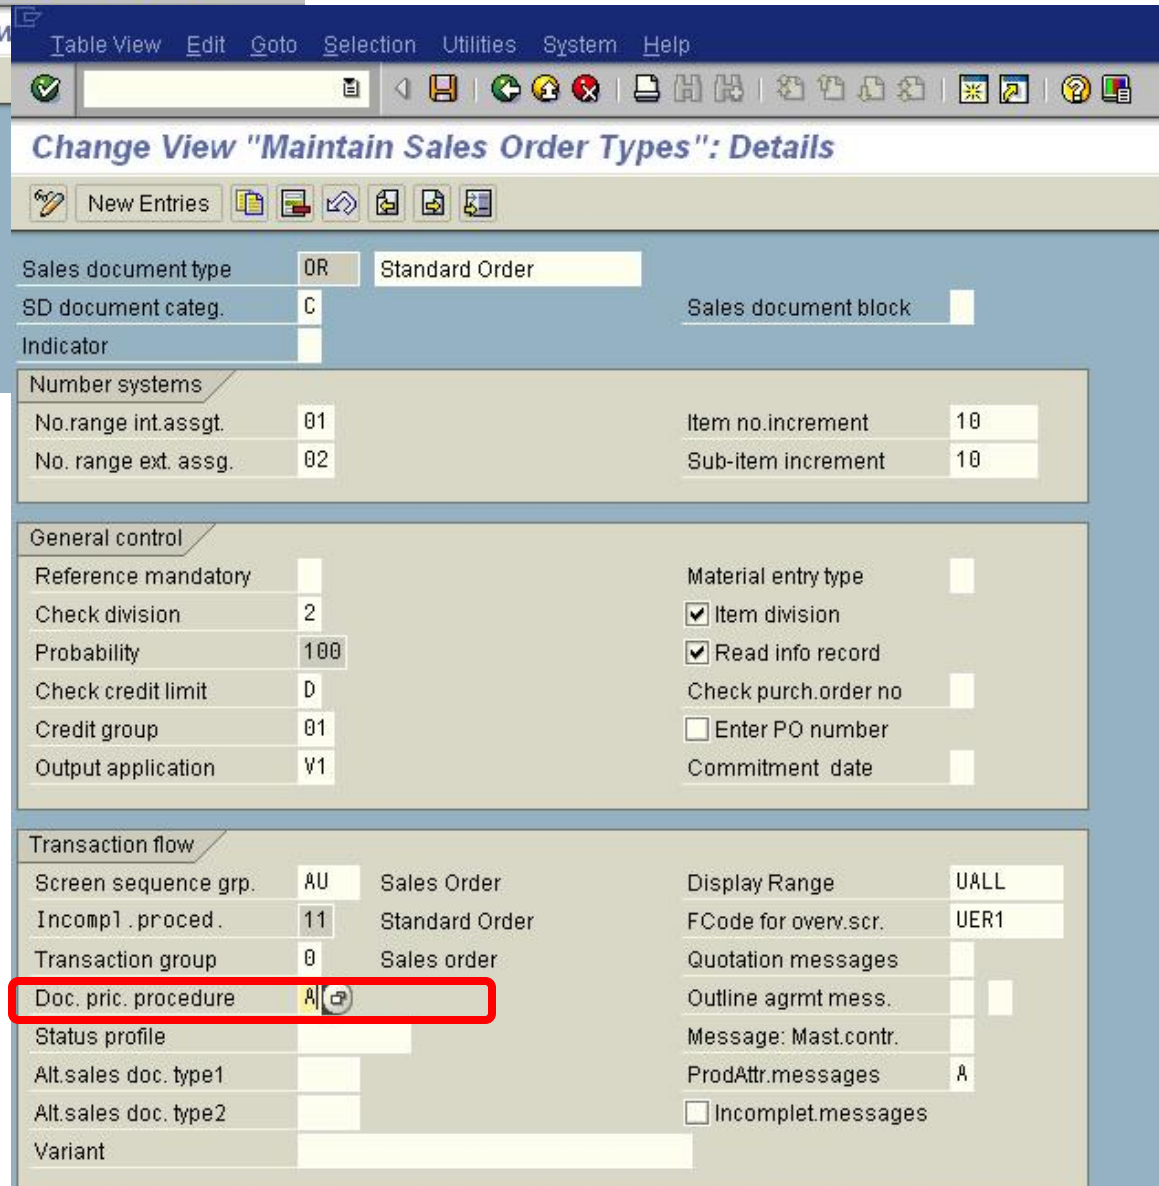 Table View Edit Goto Selection Utilities System Help
Change View "Maintain Sales Order Types": Details
New Entries
Sales document type OR Standard Order
SD document categ. C Sales document block
Indicator
Number systems
No.range int.assgt. 01 Item no.increment 10
No. range ext. assg. 02 Sub-item increment 10
General control
Reference mandatory Material entry type
Check division 2 Item division
Probability 100 Read info record
Check credit limit D Check purch.order no
Credit group 01 Enter PO number
Output application V1 Commitment date
Transaction flow
Screen sequence grp. AU Sales Order Display Range UALL
Incompl.proced. 11 Standard Order FCode for overv.scr. UER1
Transaction group 0 Sales order Quotation messages
Doc. pric. procedure A Outline agrmt mess.
Status profile Message: Mast.contr.
Alt.sales doc. type1 ProdAttr.messages A
Alt.sales doc. type2 Incomplet.messages
Variant